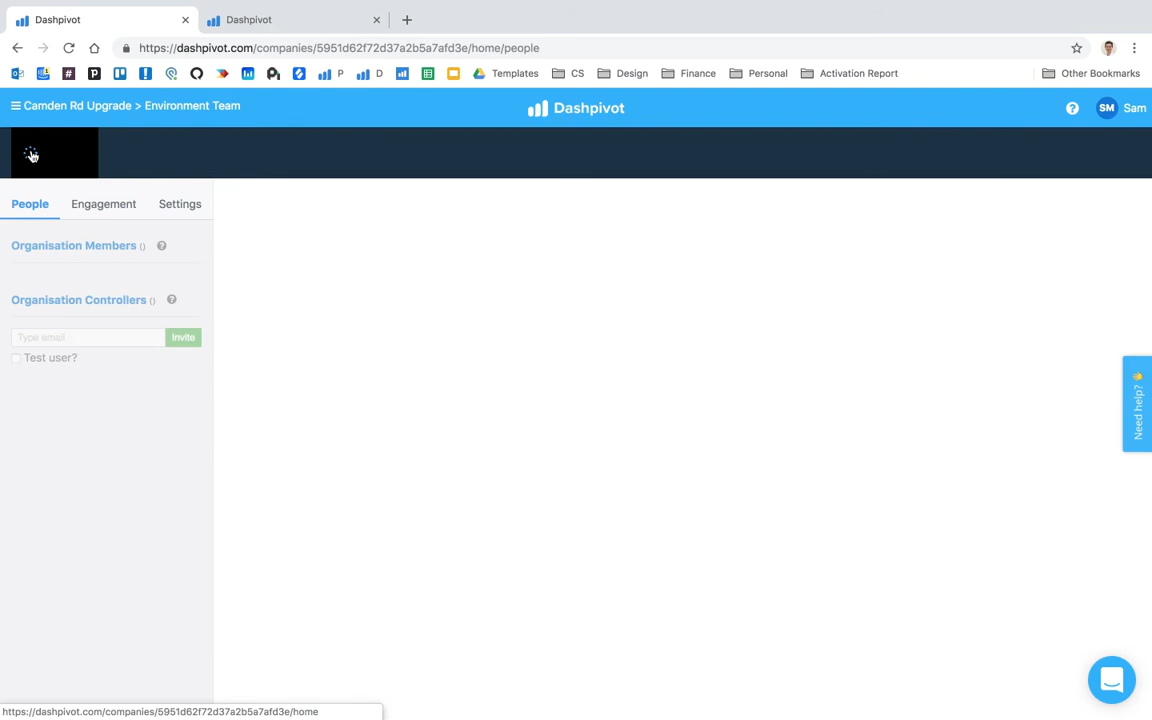 Dashpivot
Dashpivot
https://dashpivot.com/companies/5951d62f72d37a2b5a7afd3e/home/people
P
D
Templates
CS
Design
Finance
Personal
Activation Report
Other Bookmarks
Camden Rd Upgrade > Environment Team
Dashpivot
SM
Sam
People
Engagement
Settings
Organisation Members ()
Organisation Controllers ()
Type email
Invite
Test user?
Need help?
https://dashpivot.com/companies/5951d62f72d37a2b5a7afd3e/home